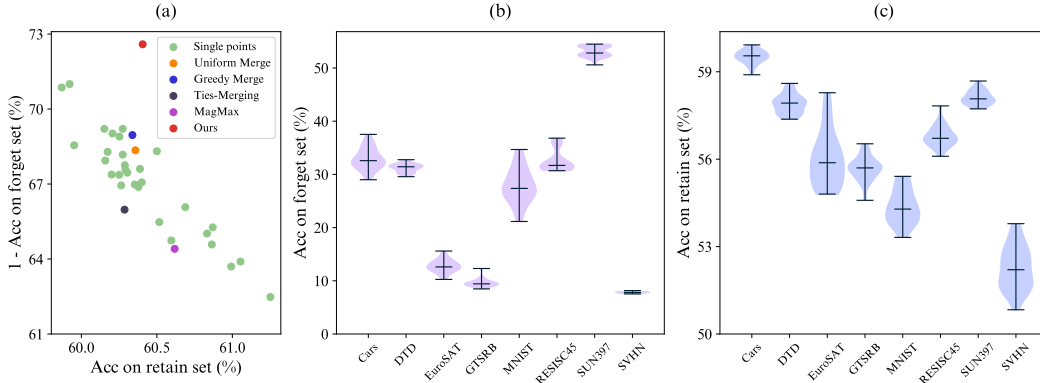 (a)
73
70
67
64
61
60.0
60.5
61.0
1 - Acc on forget set (%)
Acc on retain set (%)
Single points
Uniform Merge
Greedy Merge
Ties-Merging
MagMax
Ours
(b)
50
40
30
20
10
0
Acc on forget set (%)
Cars
DTD
EuroSAT
GTSRB
MNIST
RESISC45
SUN397
SVHN
(c)
59
56
53
50
Acc on retain set (%)
Cars
DTD
EuroSAT
GTSRB
MNIST
RESISC45
SUN397
SVHN